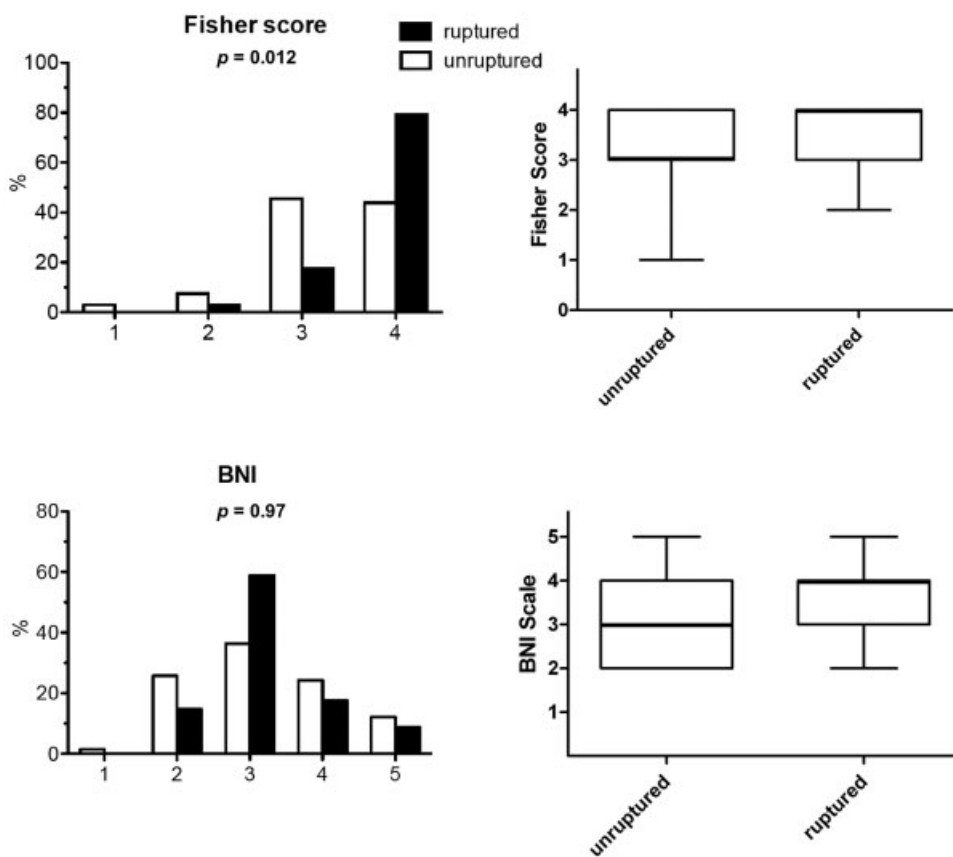 Fisher score
p = 0.012
ruptured
unruptured
100
80
60
40
20
0
%
1 2 3 4
Fisher Score
4
3
2
1
0
unruptured
ruptured
BNI
p = 0.97
80
60
40
20
0
%
1 2 3 4 5
BNI Scale
5
4
3
2
1
unruptured
ruptured